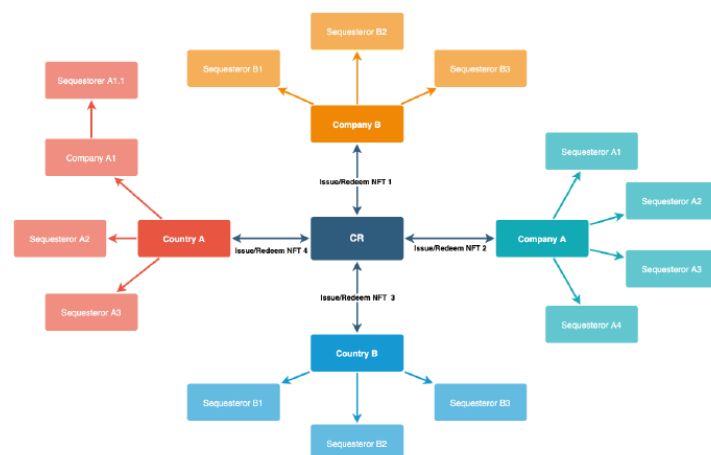 Sequesteror B2
Sequesteror B1
Sequesteror B3
Sequestorer A1.1
Company B
Company A1
Sequesteror A1
Issue/Redeem NFT 1
Sequesteror A2
Sequesteror A2
Country A
CR
Company A
Issue/Redeem NFT 4
Issue/Redeem NFT 2
Sequesteror A3
Issue/Redeem NFT 3
Sequesteror A3
Sequesteror A4
Country B
Sequesteror B1
Sequesteror B3
Sequesteror B2